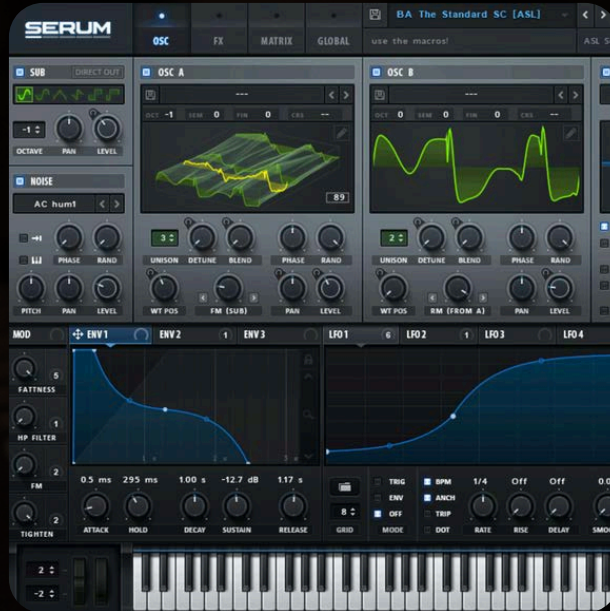 SERUM
OSC
FX
MATRIX
GLOBAL
BA The Standard SC [ASL]
use the macros!
ASL S
SUB
DIRECT OUT
-1
OCTAVE
PAN
LEVEL
NOISE
AC hum1
PHASE
RAND
PITCH
PAN
LEVEL
OSC A
---
OCT -1 SEM 0 FIN 0 CRS --
89
3
UNISON
DETUNE
BLEND
PHASE
RAND
WT POS
FM (SUB)
PAN
LEVEL
OSC B
---
OCT 0 SEM 0 FIN 0 CRS --
2
UNISON
DETUNE
BLEND
PHASE
RAND
WT POS
RM (FROM A)
PAN
LEVEL
MOD
ENV 1
ENV 2
1
ENV 3
LFO 1
6
LFO 2
1
LFO 3
LFO 4
5
FATTNESS
1
HP FILTER
2
FM
2
TIGHTEN
0.5 ms
295 ms
1.00 s
-12.7 dB
1.17 s
ATTACK
HOLD
DECAY
SUSTAIN
RELEASE
8
GRID
TRIG
ENV
OFF
MODE
BPM
ANCH
TRIP
DOT
1/4
Off
Off
0.0
RATE
RISE
DELAY
SMOO
2
-2